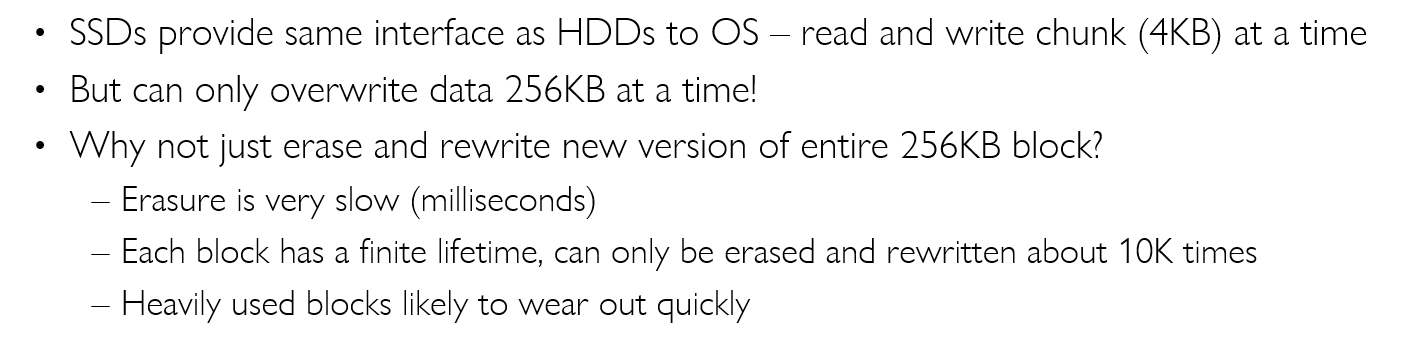 • SSDs provide same interface as HDDs to OS – read and write chunk (4KB) at a time
• But can only overwrite data 256KB at a time!
• Why not just erase and rewrite new version of entire 256KB block?
– Erasure is very slow (milliseconds)
– Each block has a finite lifetime, can only be erased and rewritten about 10K times
– Heavily used blocks likely to wear out quickly